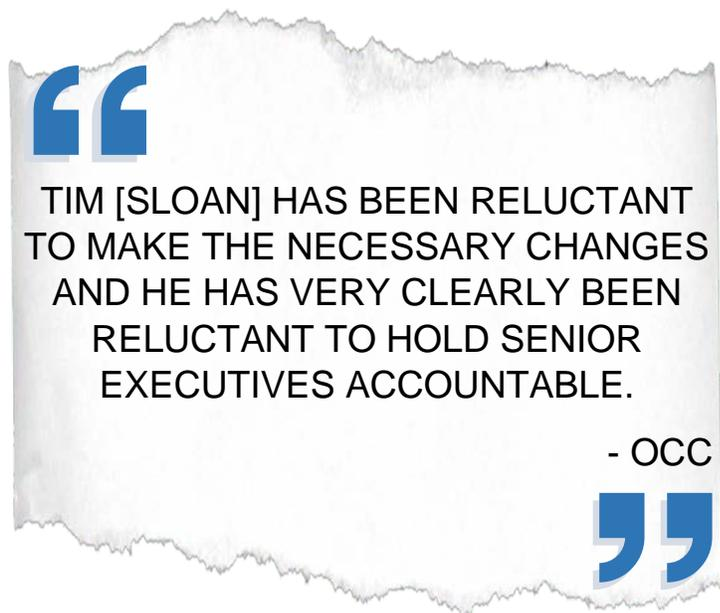 TIM [SLOAN] HAS BEEN RELUCTANT
TO MAKE THE NECESSARY CHANGES
AND HE HAS VERY CLEARLY BEEN
RELUCTANT TO HOLD SENIOR
EXECUTIVES ACCOUNTABLE.
- OCC